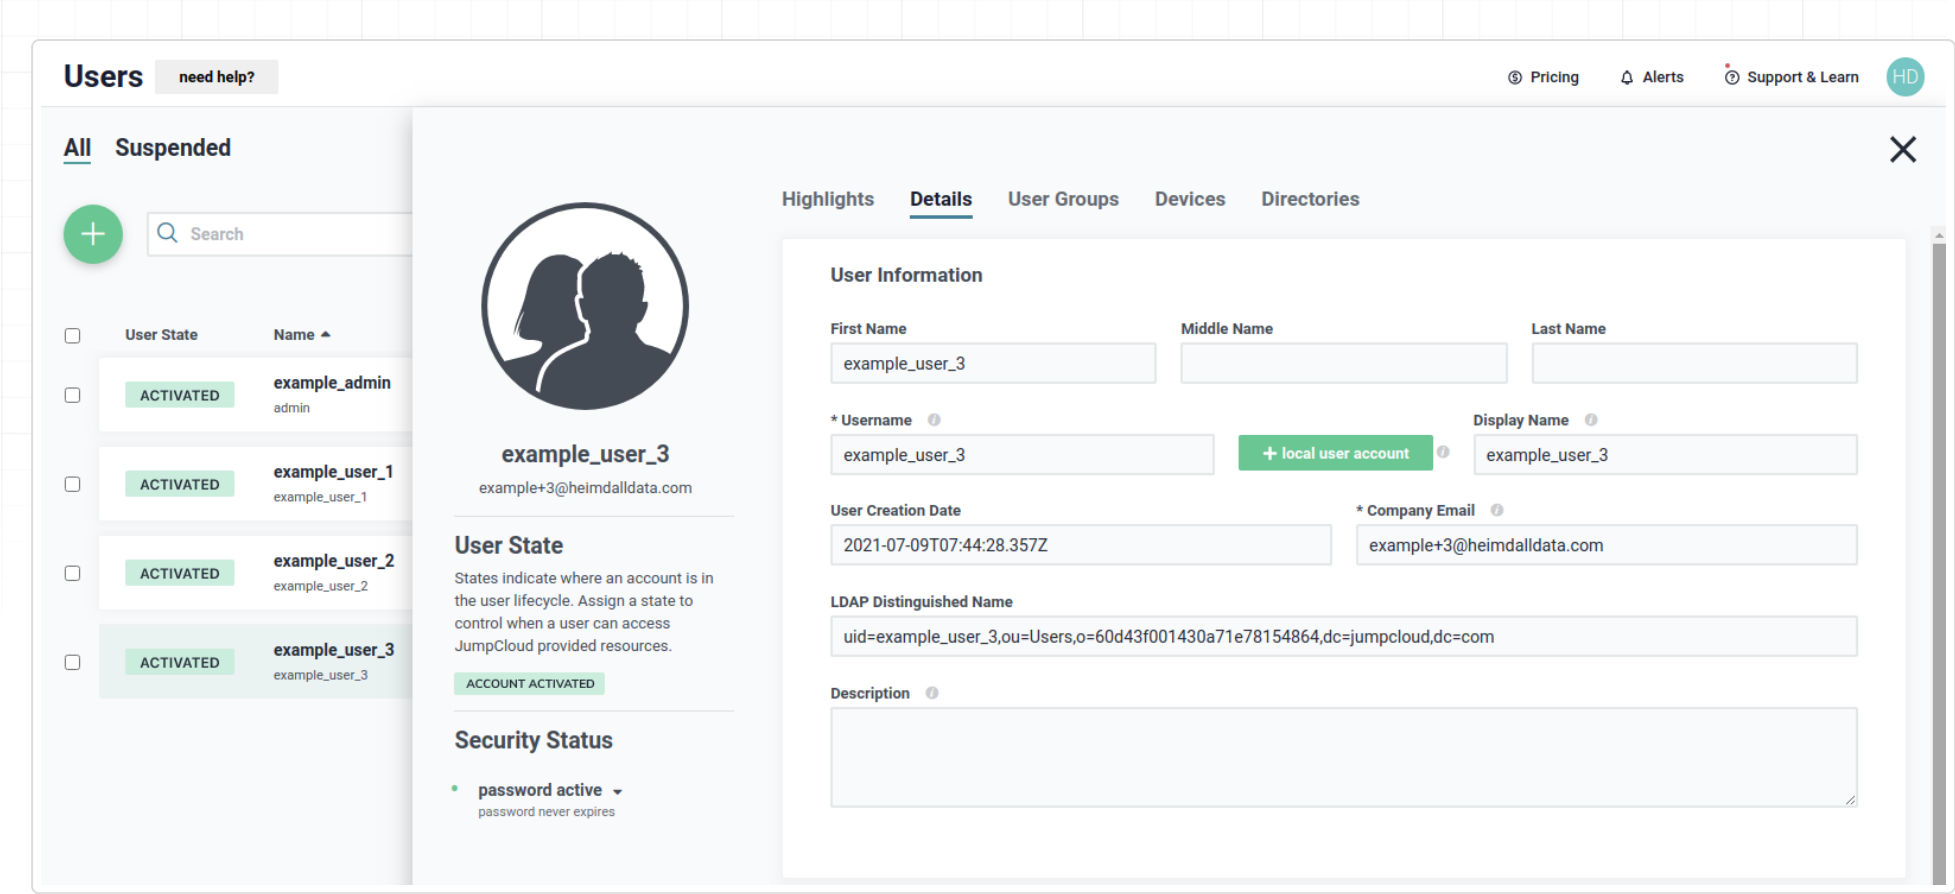 Users need help? Pricing Alerts Support & Learn HD
All Suspended
Search
User State Name
ACTIVATED example_admin
admin
ACTIVATED example_user_1
example_user_1
ACTIVATED example_user_2
example_user_2
ACTIVATED example_user_3
example_user_3
example_user_3
example+3@heimdalldata.com
User State
States indicate where an account is in
the user lifecycle. Assign a state to
control when a user can access
JumpCloud provided resources.
ACCOUNT ACTIVATED
Security Status
password active
password never expires
Highlights Details User Groups Devices Directories
User Information
First Name Middle Name Last Name
example_user_3
* Username Display Name
example_user_3 + local user account example_user_3
User Creation Date * Company Email
2021-07-09T07:44:28.357Z example+3@heimdalldata.com
LDAP Distinguished Name
uid=example_user_3,ou=Users,o=60d43f001430a71e78154864,dc=jumpcloud,dc=com
Description